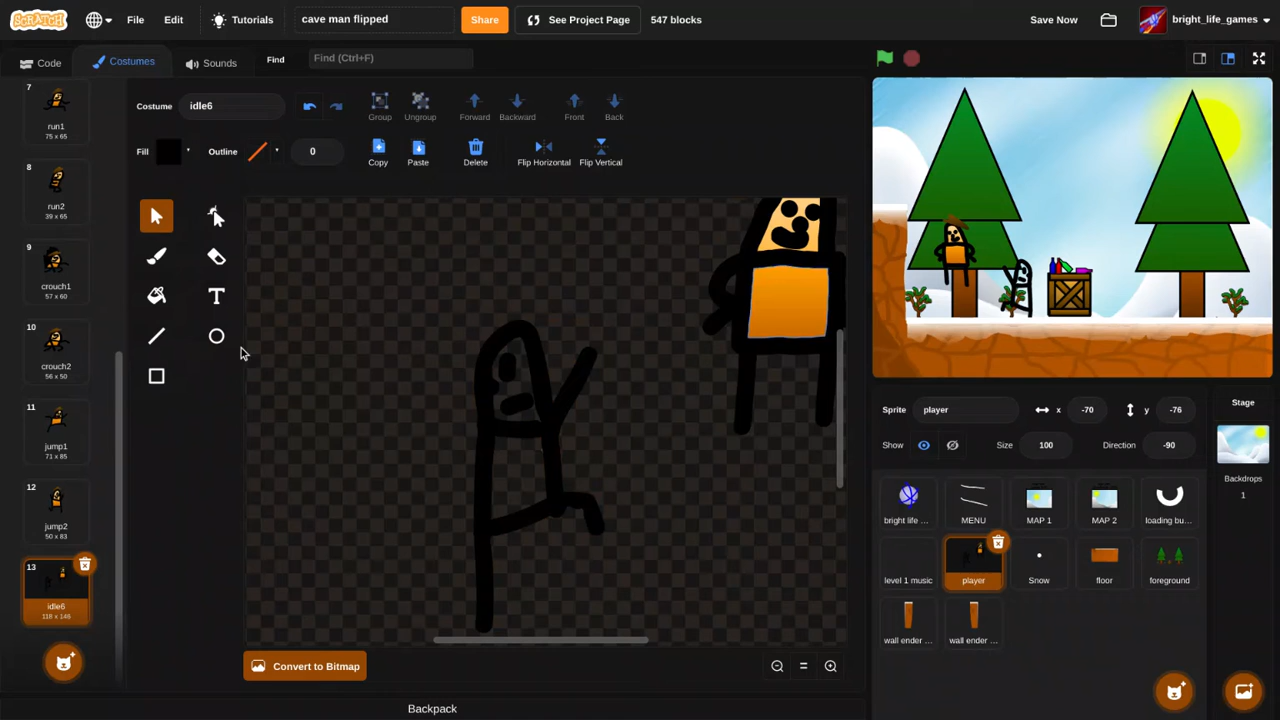 SCRATCH
File
Edit
Tutorials
cave man flipped
Share
See Project Page
547 blocks
Save Now
bright_life_games
Code
Costumes
Sounds
Find
Find (Ctrl+F)
Costume
idle6
Group
Ungroup
Forward
Backward
Front
Back
Fill
Outline
0
Copy
Paste
Delete
Flip Horizontal
Flip Vertical
T
7
run1
75 x 65
8
run2
39 x 65
9
crouch1
57 x 60
10
crouch2
56 x 50
11
jump1
71 x 85
12
jump2
50 x 83
13
idle6
118 x 146
Convert to Bitmap
Backpack
Sprite
player
x
-70
y
-76
Show
Size
100
Direction
-90
Stage
Backdrops
1
bright life ...
MENU
MAP 1
MAP 2
loading bu...
level 1 music
player
Snow
floor
foreground
wall ender ...
wall ender ...